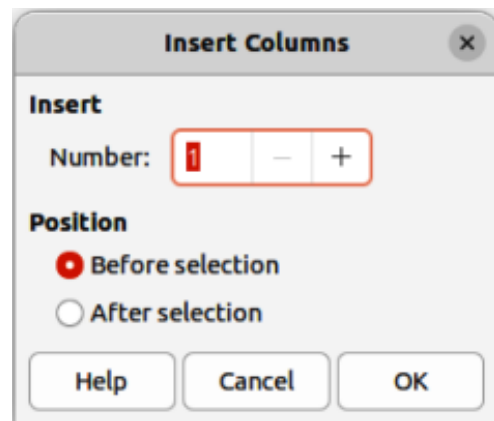 Insert Columns
Insert
Number: 1
Position
Before selection
After selection
Help Cancel OK